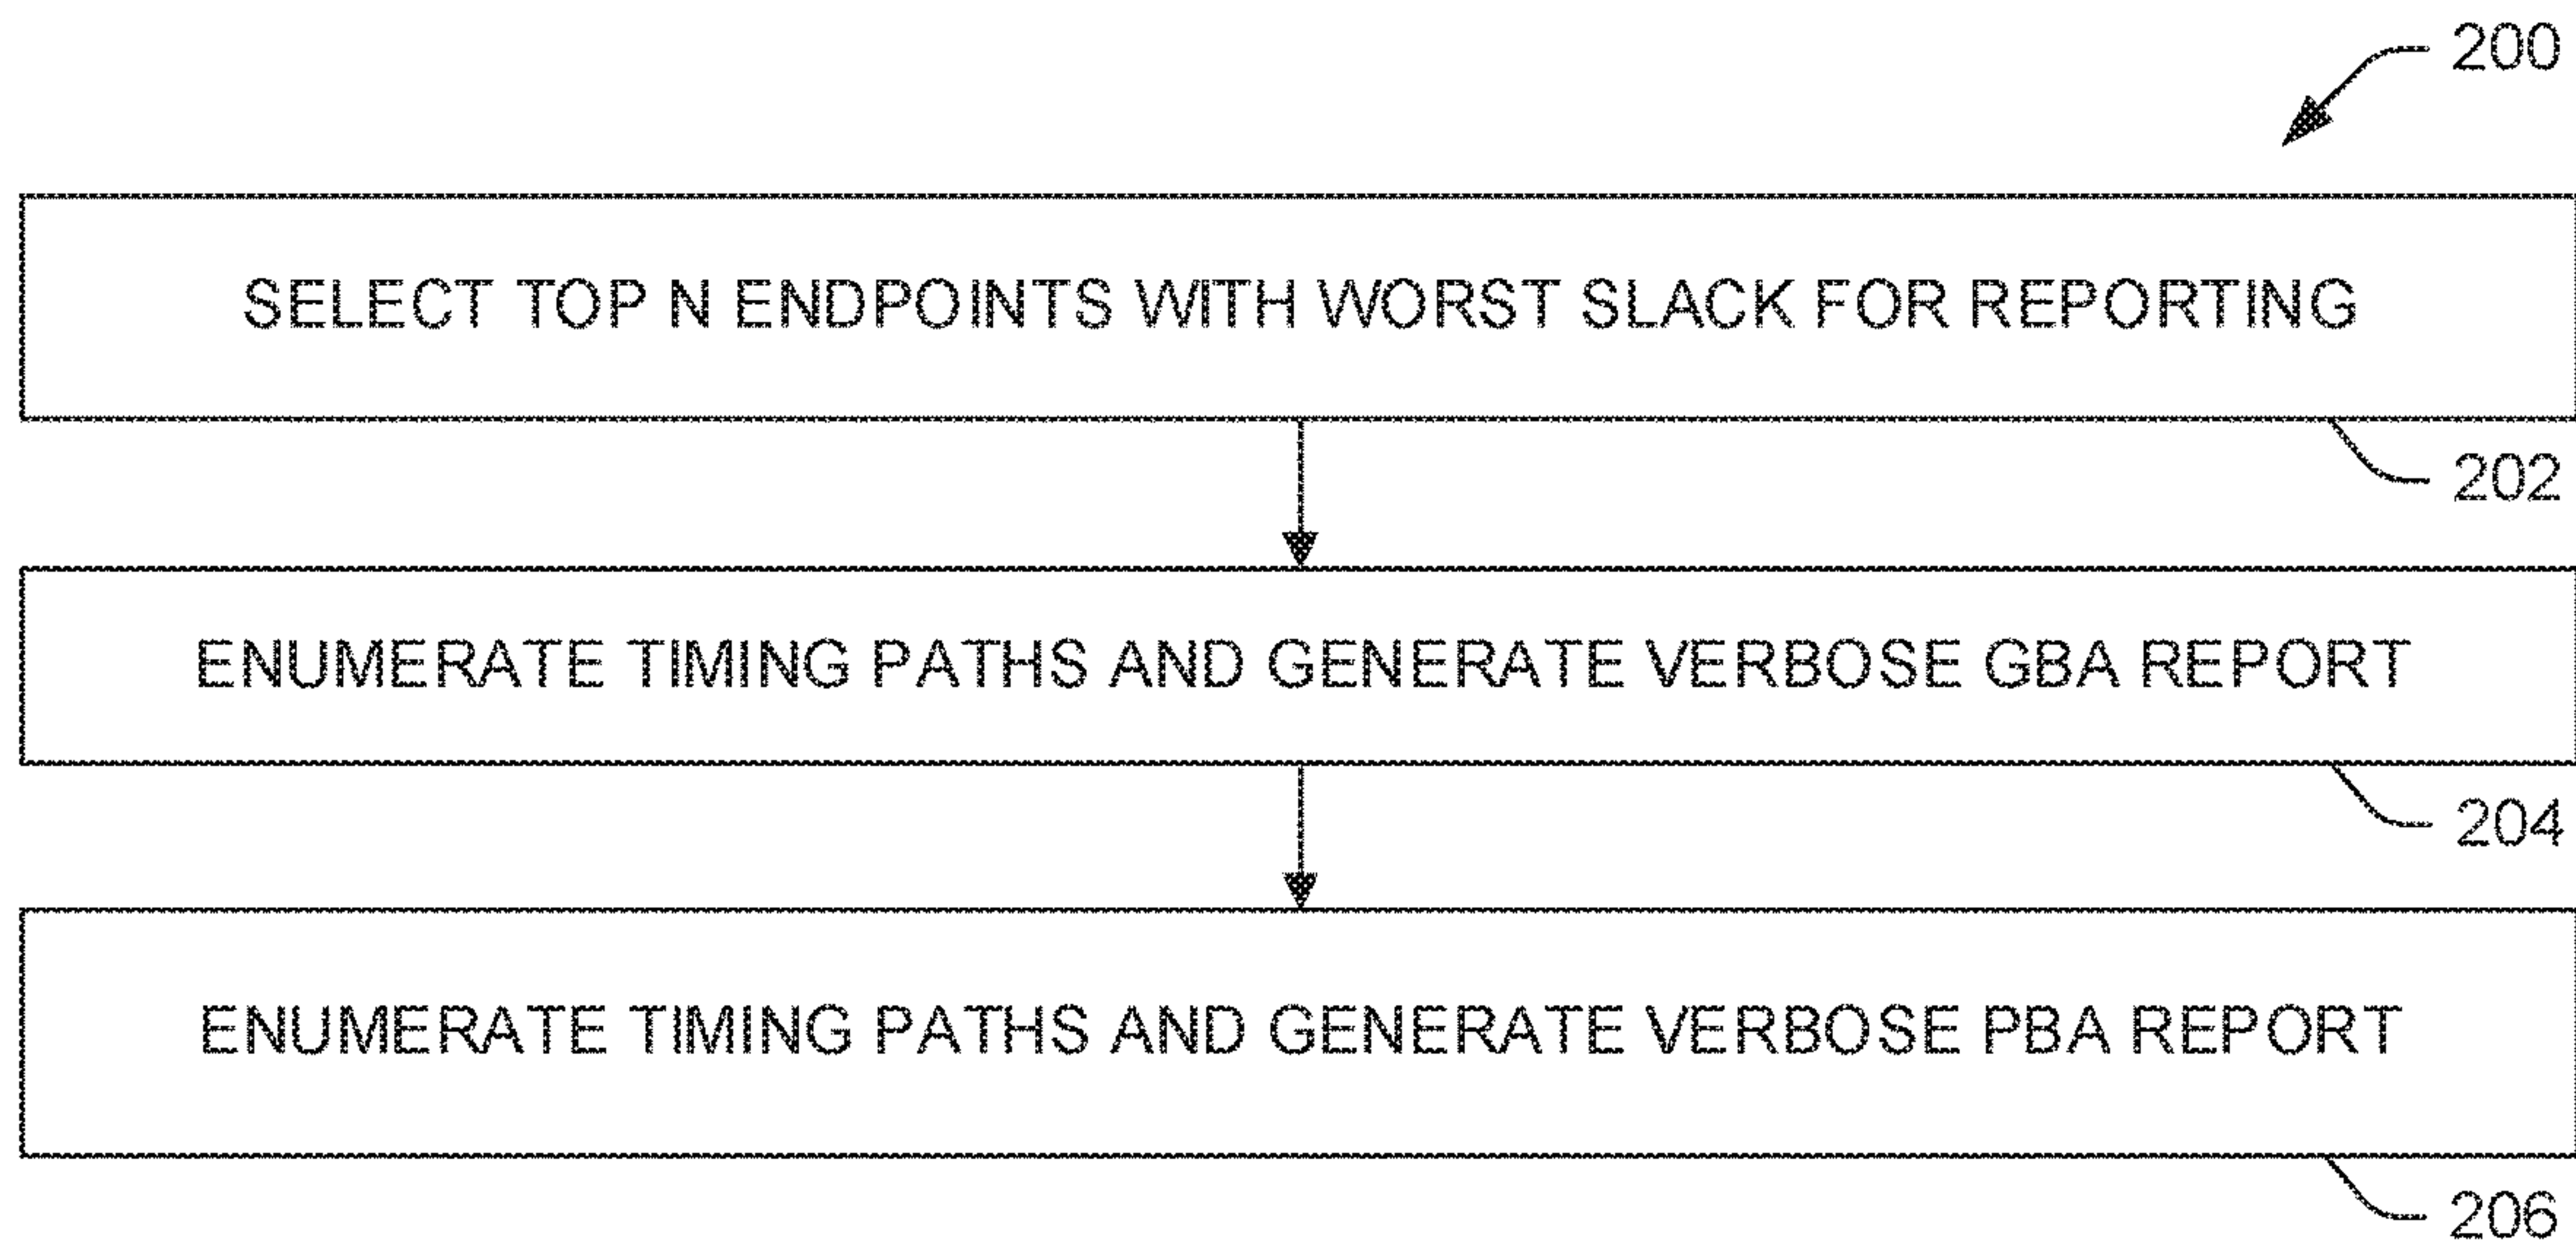 200
SELECT TOP N ENDPOINTS WITH WORST SLACK FOR REPORTING
202
ENUMERATE TIMING PATHS AND GENERATE VERBOSE GBA REPORT
204
ENUMERATE TIMING PATHS AND GENERATE VERBOSE PBA REPORT
206